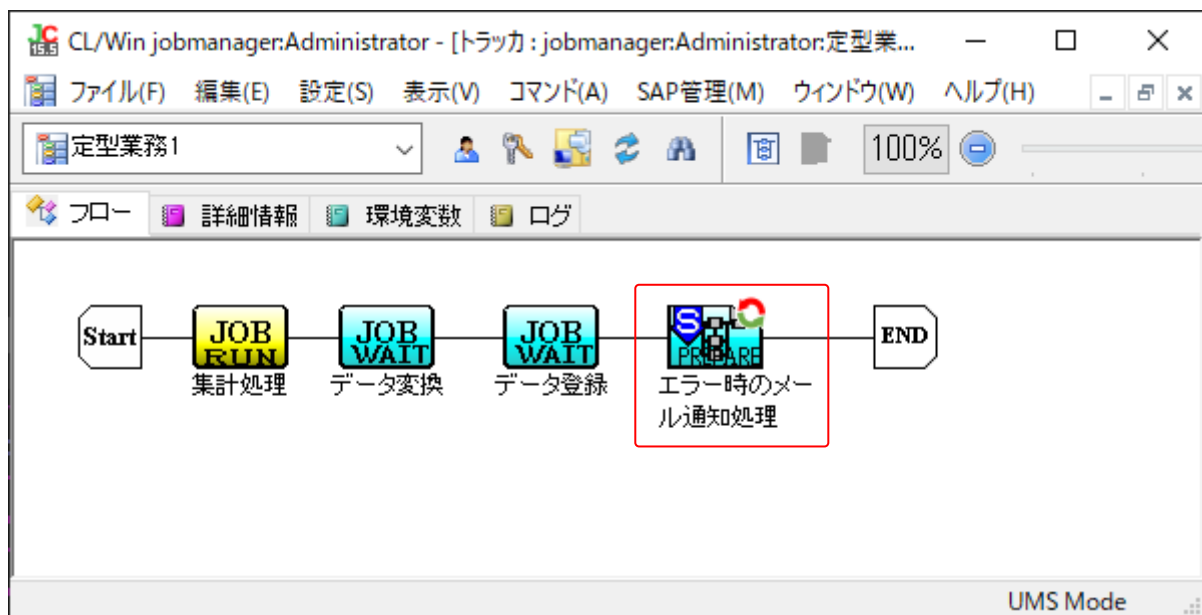 JC 15.5 CL/Win jobmanager:Administrator - [トラッカ : jobmanager:Administrator:定型業...
ファイル(F) 編集(E) 設定(S) 表示(V) コマンド(A) SAP管理(M) ウィンドウ(W) ヘルプ(H)
定型業務1 100%
フロー 詳細情報 環境変数 ログ
Start JOB RUN JOB WAIT JOB WAIT S PREPARE END
集計処理 データ変換 データ登録 エラー時のメー
ル通知処理
UMS Mode